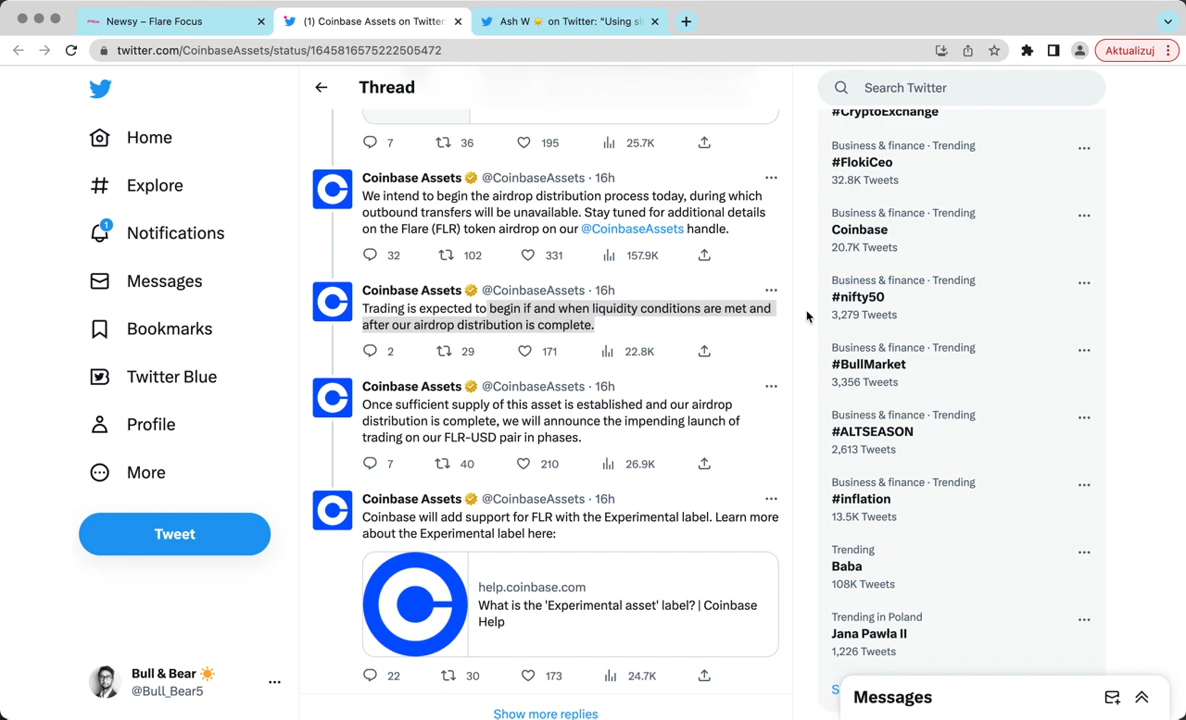 Newsy – Flare Focus
(1) Coinbase Assets on Twitter
Ash W on Twitter: "Using si
twitter.com/CoinbaseAssets/status/1645816575222505472
Aktualizuj
Home
Explore
1
Notifications
Messages
Bookmarks
Twitter Blue
Profile
More
Tweet
Bull & Bear
@Bull_Bear5
Thread
7 36 195 25.7K
Coinbase Assets @CoinbaseAssets · 16h
We intend to begin the airdrop distribution process today, during which
outbound transfers will be unavailable. Stay tuned for additional details
on the Flare (FLR) token airdrop on our @CoinbaseAssets handle.
32 102 331 157.9K
Coinbase Assets @CoinbaseAssets · 16h
Trading is expected to begin if and when liquidity conditions are met and
after our airdrop distribution is complete.
2 29 171 22.8K
Coinbase Assets @CoinbaseAssets · 16h
Once sufficient supply of this asset is established and our airdrop
distribution is complete, we will announce the impending launch of
trading on our FLR-USD pair in phases.
7 40 210 26.9K
Coinbase Assets @CoinbaseAssets · 16h
Coinbase will add support for FLR with the Experimental label. Learn more
about the Experimental label here:
help.coinbase.com
What is the 'Experimental asset' label? | Coinbase
Help
22 30 173 24.7K
Show more replies
Search Twitter
#CryptoExchange
Business & finance · Trending
#FlokiCeo
32.8K Tweets
Business & finance · Trending
Coinbase
20.7K Tweets
Business & finance · Trending
#nifty50
3,279 Tweets
Business & finance · Trending
#BullMarket
3,356 Tweets
Business & finance · Trending
#ALTSEASON
2,613 Tweets
Business & finance · Trending
#inflation
13.5K Tweets
Trending
Baba
108K Tweets
Trending in Poland
Jana Pawla II
1,226 Tweets
Messages